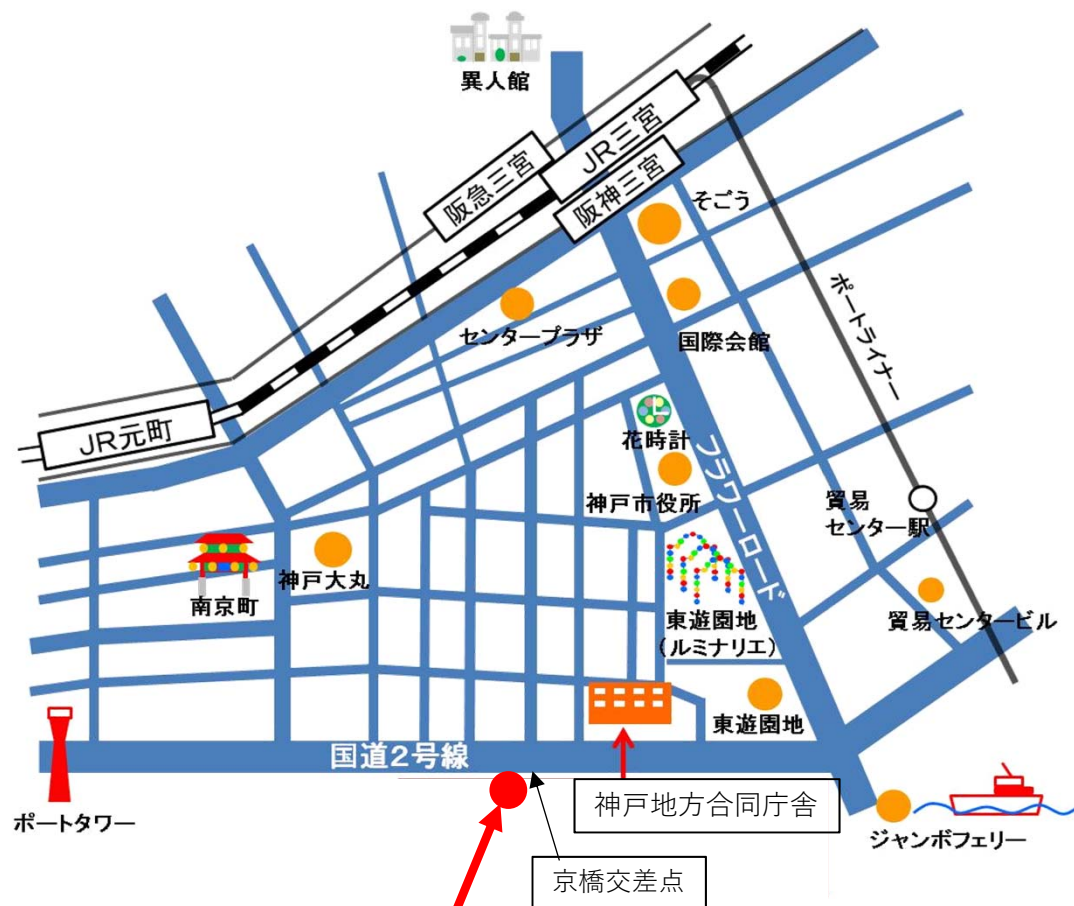 異人館
JR三宮
阪急三宮
阪神三宮
そごう
ポートライナー
センタープラザ
国際会館
JR元町
花時計
フラワーロード
神戸市役所
貿易
センター駅
神戸大丸
南京町
東遊園地
(ルミナリエ)
貿易センタービル
東遊園地
国道2号線
神戸地方合同庁舎
ポートタワー
ジャンボフェリー
京橋交差点